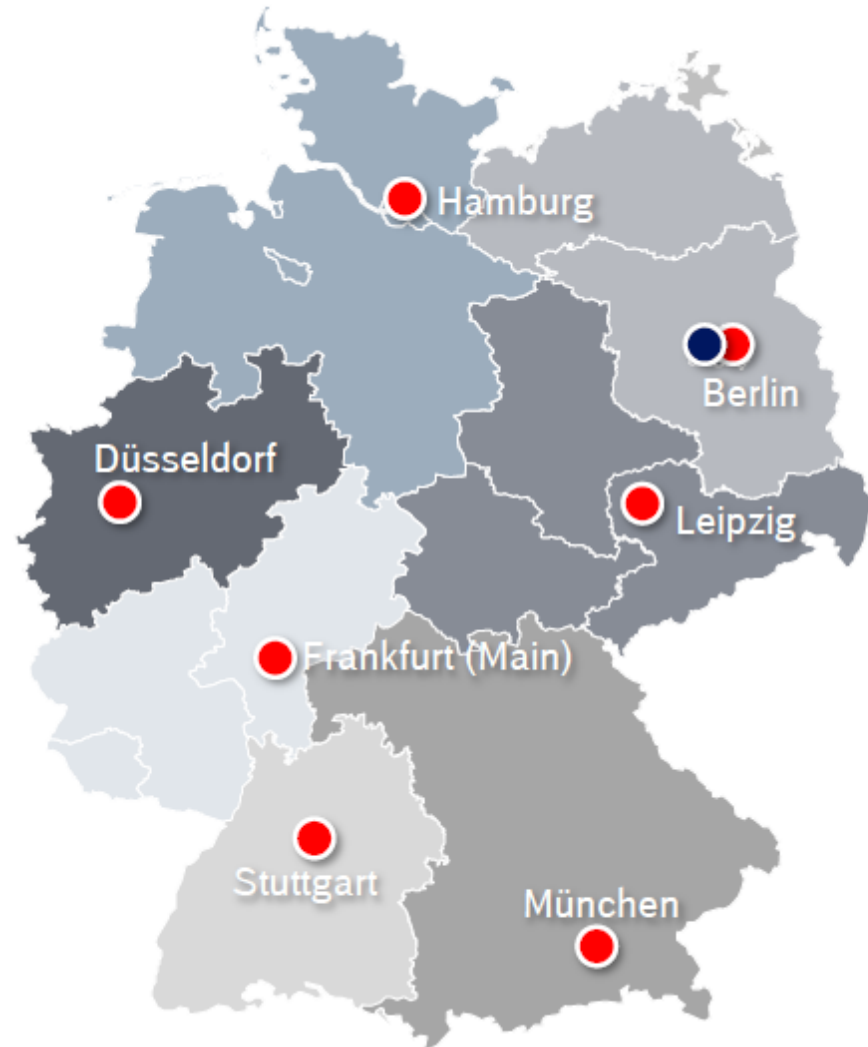 Hamburg
Berlin
Düsseldorf
Leipzig
Frankfurt (Main)
Stuttgart
München